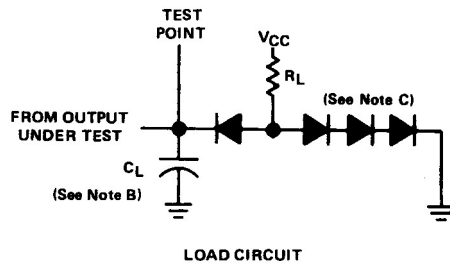 TEST
POINT
VCC
RL
(See Note C)
FROM OUTPUT
UNDER TEST
CL
(See Note B)
LOAD CIRCUIT